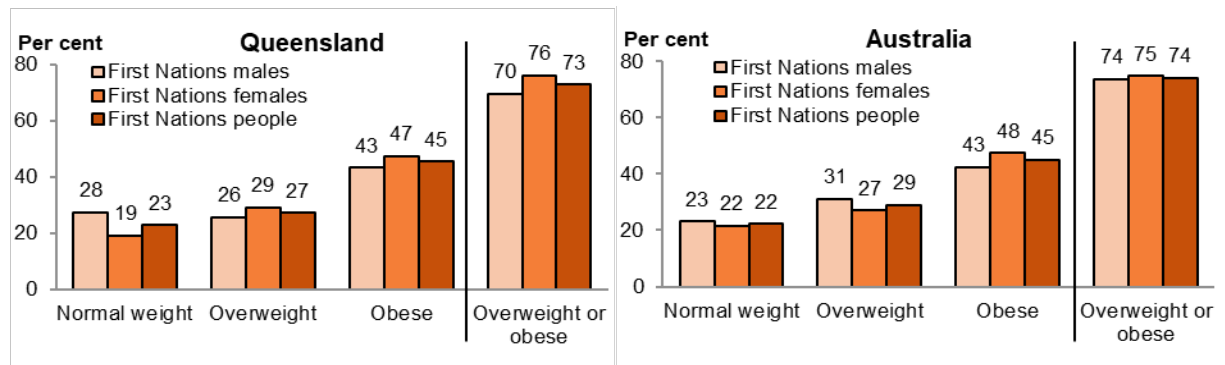 Per cent
Queensland
80
60
40
20
0
First Nations males
First Nations females
First Nations people
28
19
23
26
29
27
43
47
45
70
76
73
Normal weight
Overweight
Obese
Overweight or
obese
Per cent
Australia
80
60
40
20
0
First Nations males
First Nations females
First Nations people
23
22
22
31
27
29
43
48
45
74
75
74
Normal weight
Overweight
Obese
Overweight or
obese